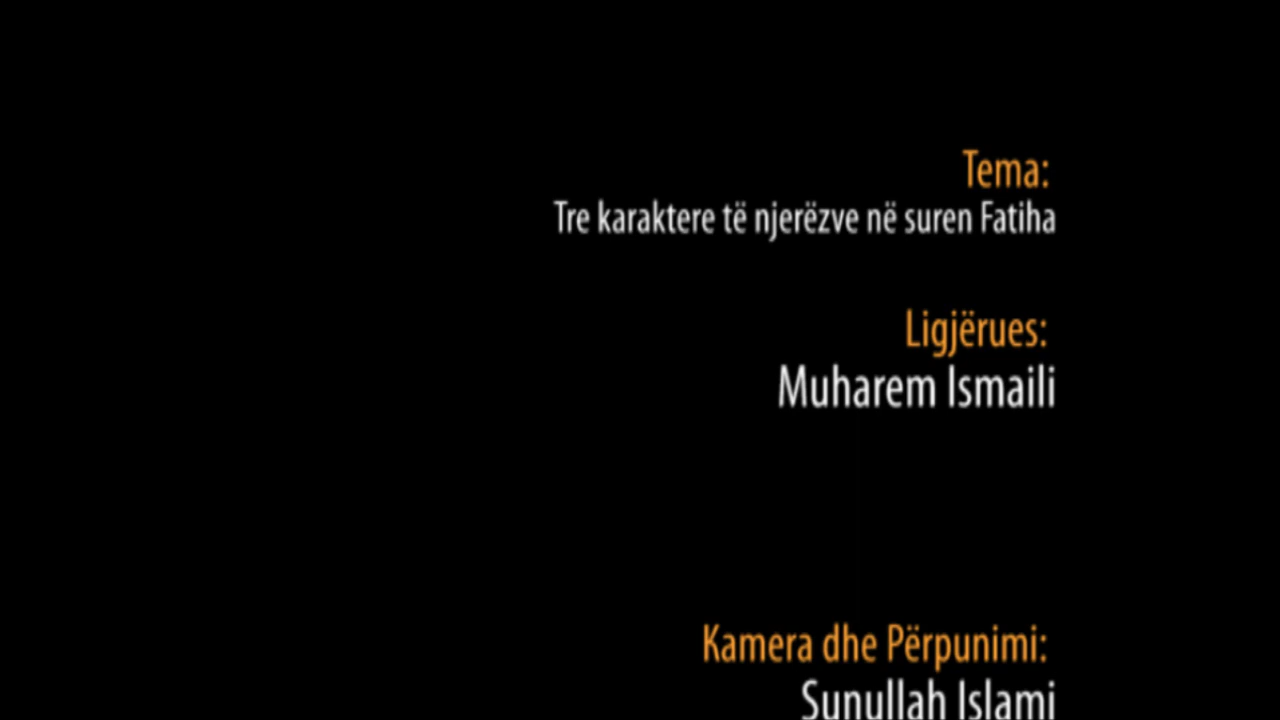 Tema:
Tre karaktere të njerëzve në suren Fatiha
Ligjërues:
Muharem Ismaili
Kamera dhe Përpunimi:
Sunullah Islami